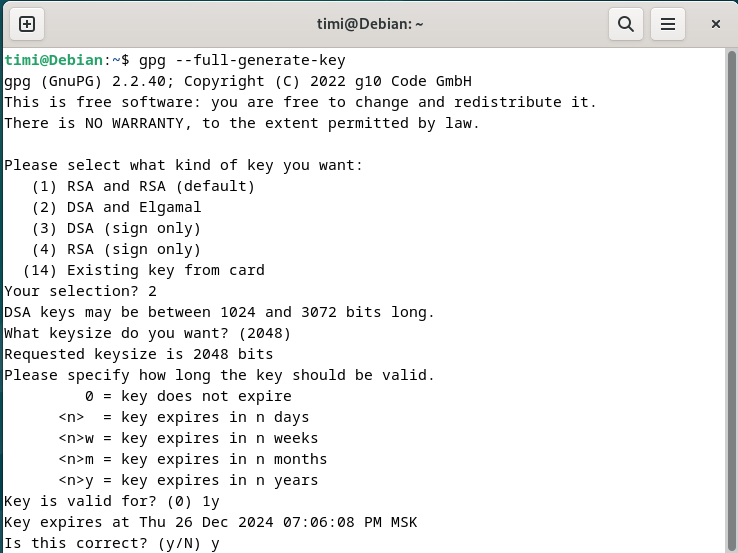 timi@Debian: ~
timi@Debian:~$ gpg --full-generate-key
gpg (GnuPG) 2.2.40; Copyright (C) 2022 g10 Code GmbH
This is free software: you are free to change and redistribute it.
There is NO WARRANTY, to the extent permitted by law.

Please select what kind of key you want:
   (1) RSA and RSA (default)
   (2) DSA and Elgamal
   (3) DSA (sign only)
   (4) RSA (sign only)
  (14) Existing key from card
Your selection? 2
DSA keys may be between 1024 and 3072 bits long.
What keysize do you want? (2048)
Requested keysize is 2048 bits
Please specify how long the key should be valid.
         0 = key does not expire
      <n>  = key expires in n days
      <n>w = key expires in n weeks
      <n>m = key expires in n months
      <n>y = key expires in n years
Key is valid for? (0) 1y
Key expires at Thu 26 Dec 2024 07:06:08 PM MSK
Is this correct? (y/N) y